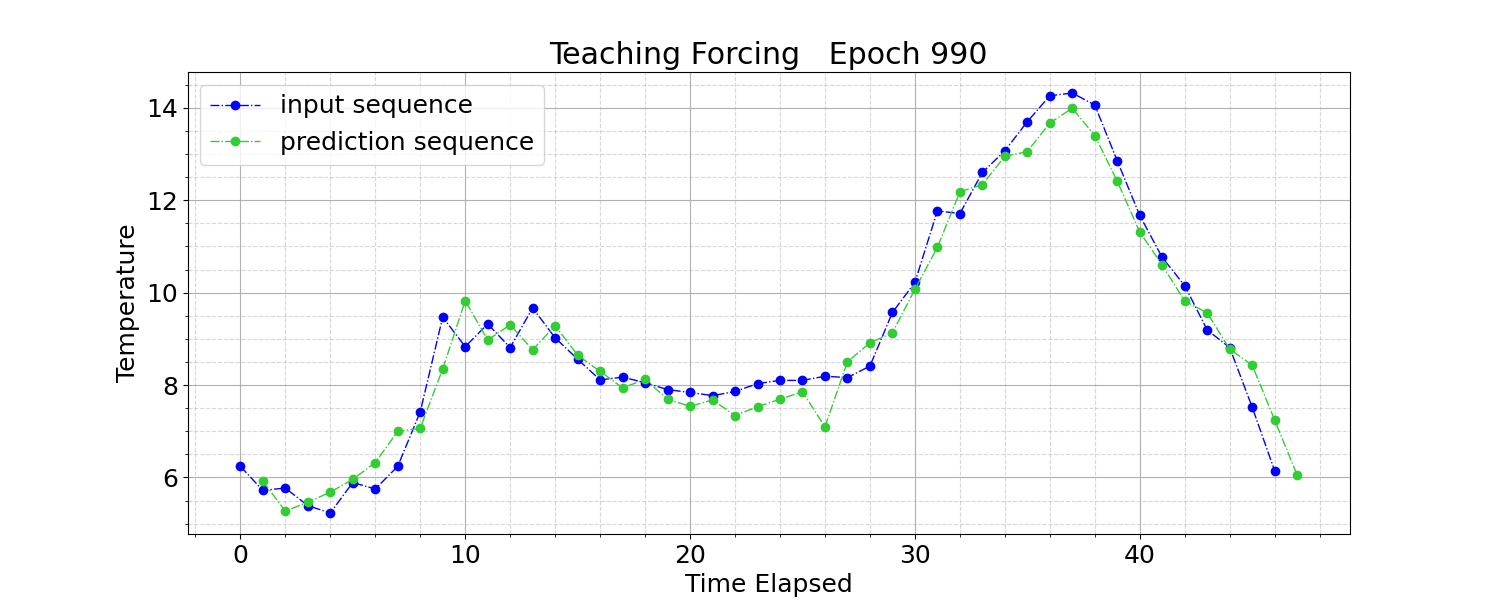 Teaching Forcing   Epoch 990
input sequence
prediction sequence
Temperature
14
12
10
8
6
0 10 20 30 40
Time Elapsed